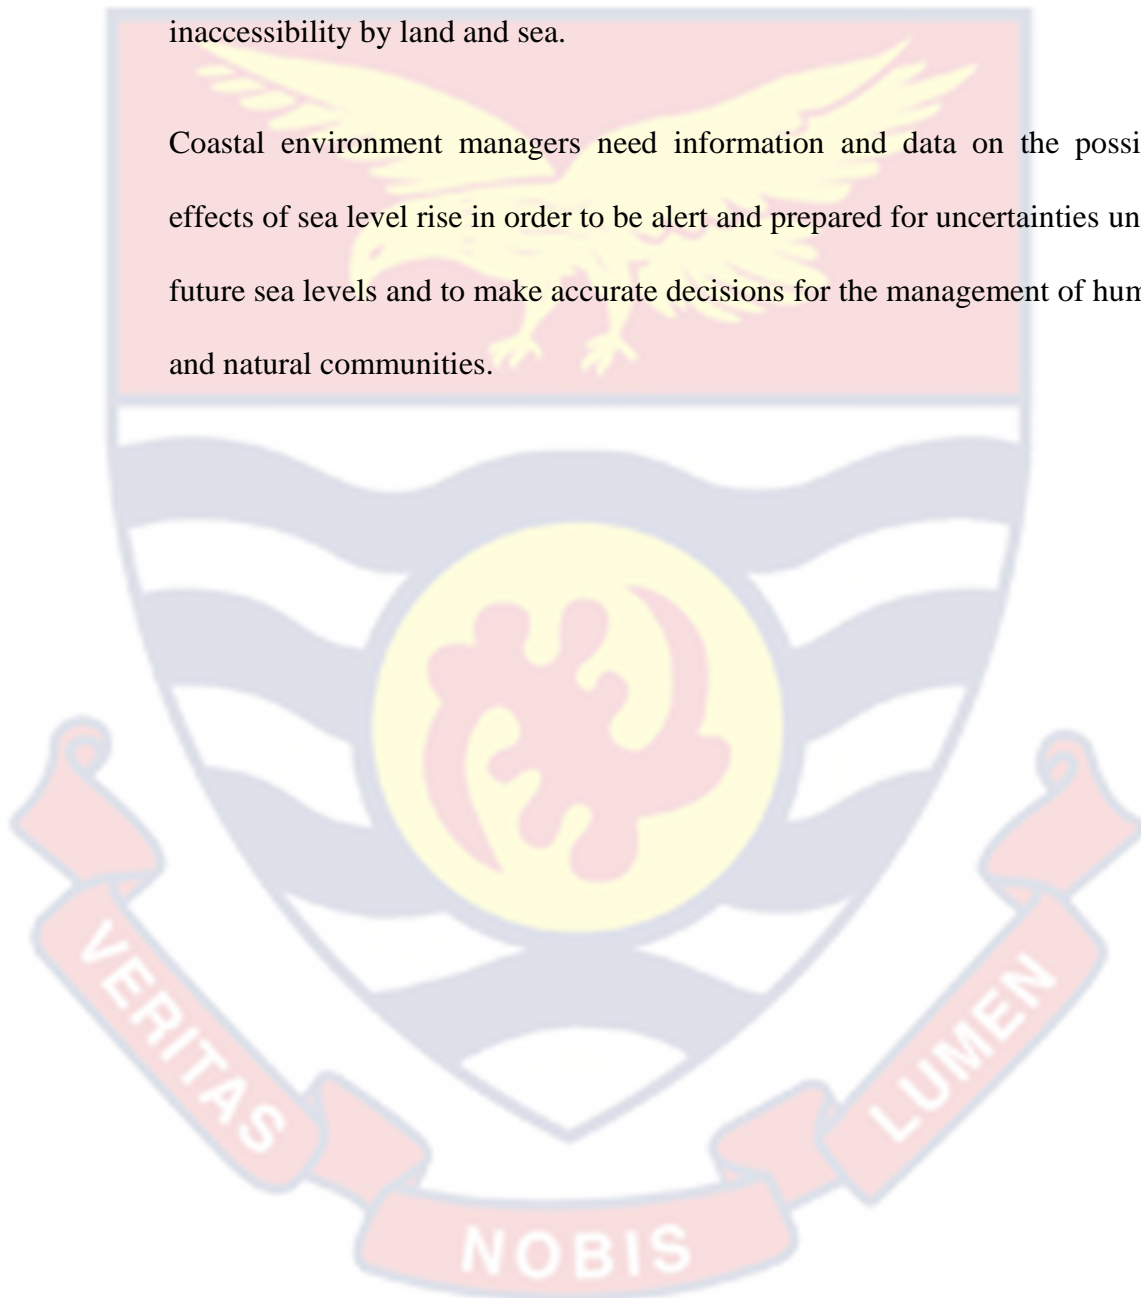 inaccessibility by land and sea.
Coastal environment managers need information and data on the possi
effects of sea level rise in order to be alert and prepared for uncertainties un
future sea levels and to make accurate decisions for the management of hum
and natural communities.
VERITAS
NOBIS
LUMEN